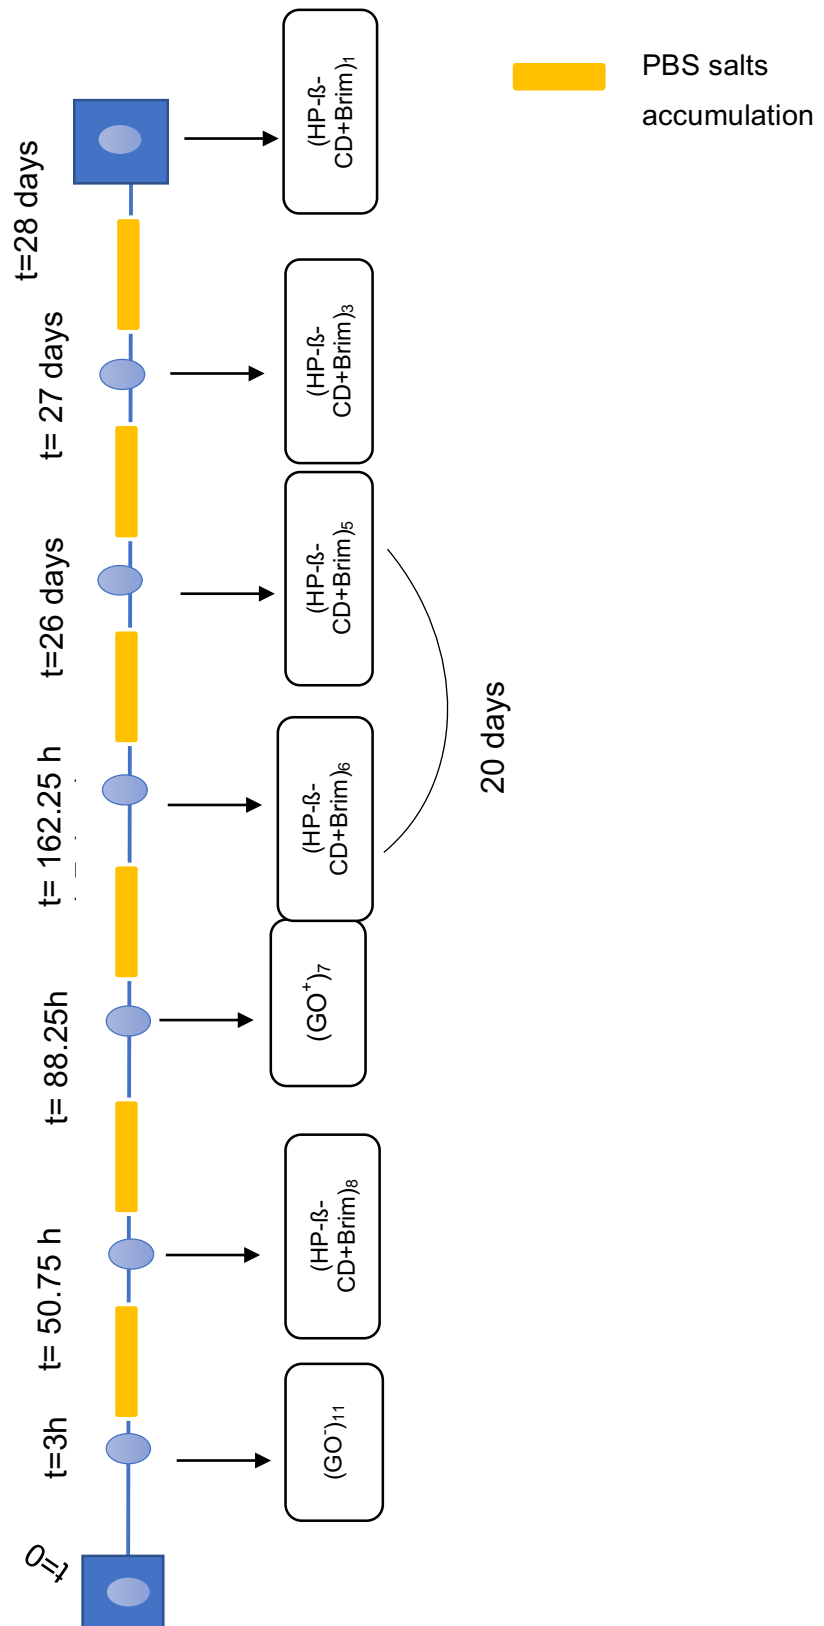 PBS salts
accumulation
t=0
t=3h
t= 50.75 h
t= 88.25h
t= 162.25 h
t=26 days
t= 27 days
t=28 days
(GO⁻)₁₁
(HP-ß-
CD+Brim)₈
(GO⁺)₇
(HP-ß-
CD+Brim)₆
(HP-ß-
CD+Brim)₅
(HP-ß-
CD+Brim)₃
(HP-ß-
CD+Brim)₁
20 days